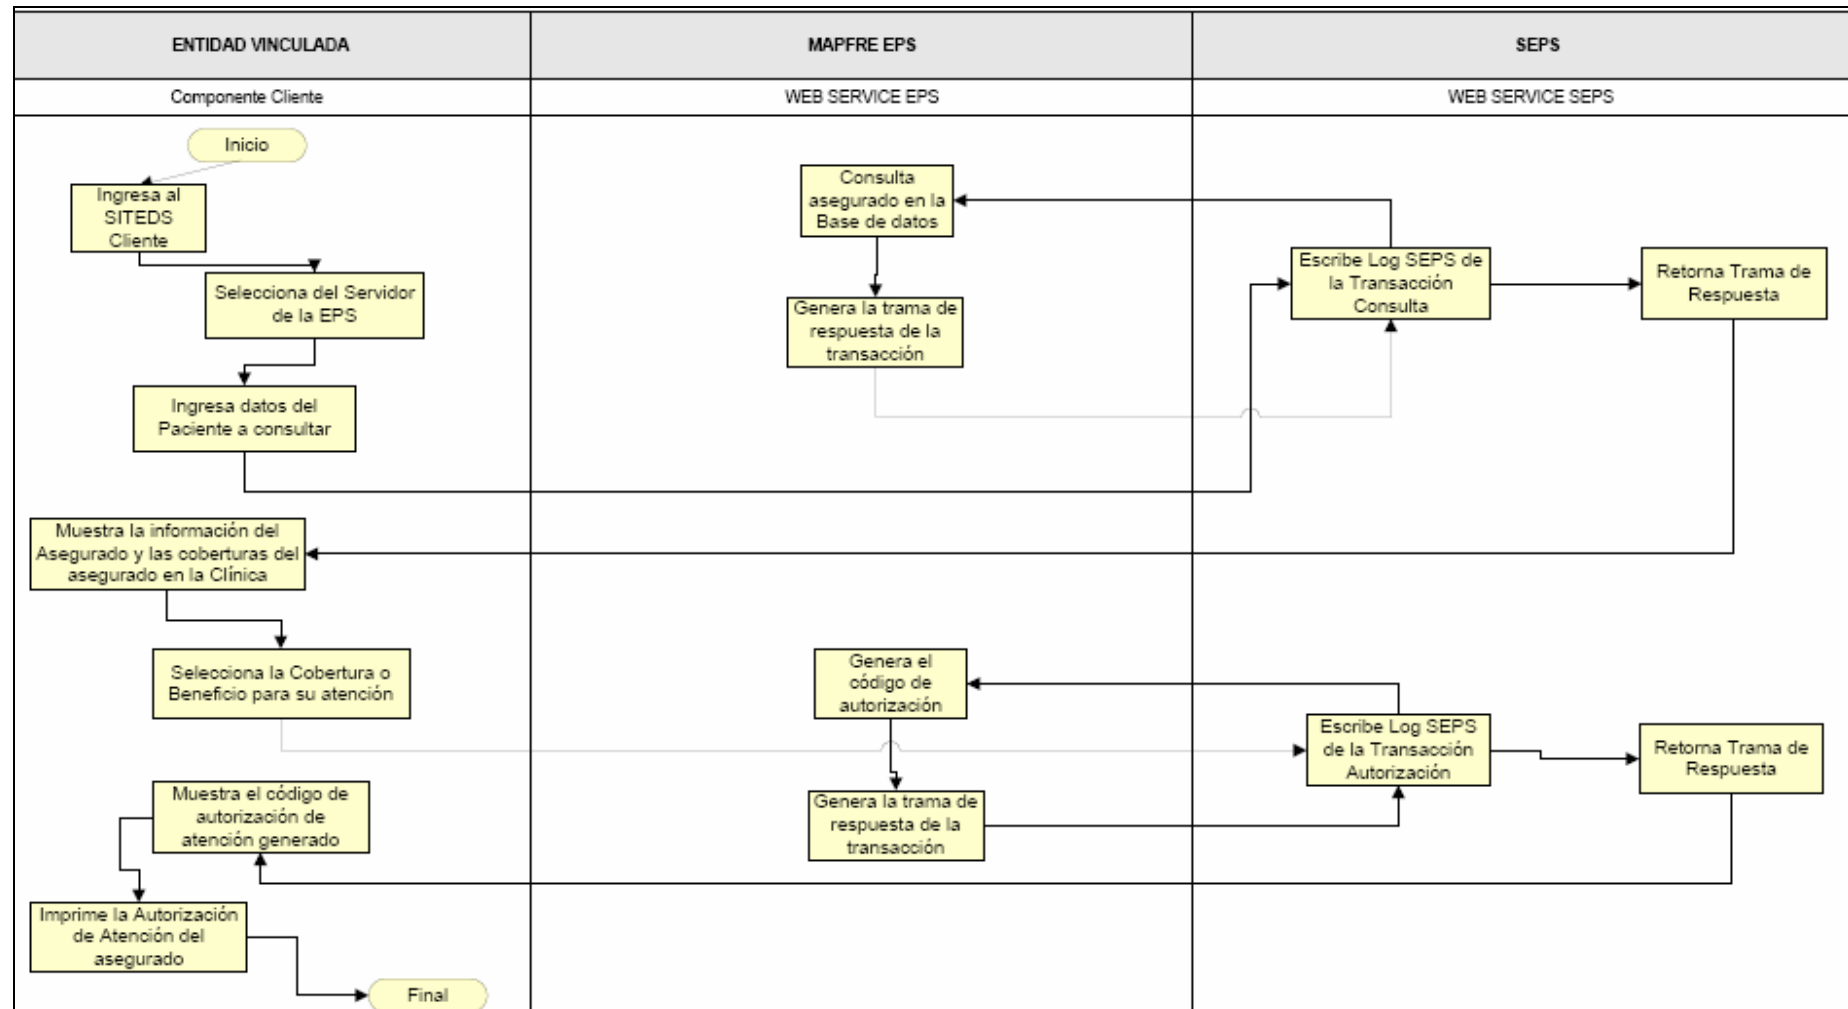 ENTIDAD VINCULADA
MAPFRE EPS
SEPS
Componente Cliente
WEB SERVICE EPS
WEB SERVICE SEPS
Inicio
Ingresa al
SITEDS
Cliente
Selecciona del Servidor
de la EPS
Ingresa datos del
Paciente a consultar
Consulta
asegurado en la
Base de datos
Genera la trama de
respuesta de la
transacción
Escribe Log SEPS de
la Transacción
Consulta
Retorna Trama de
Respuesta
Muestra la información del
Asegurado y las coberturas del
asegurado en la Clínica
Selecciona la Cobertura o
Beneficio para su atención
Genera el
código de
autorización
Genera la trama de
respuesta de la
transacción
Escribe Log SEPS
de la Transacción
Autorización
Retorna Trama de
Respuesta
Muestra el código de
autorización de
atención generado
Imprime la Autorización
de Atención del
asegurado
Final